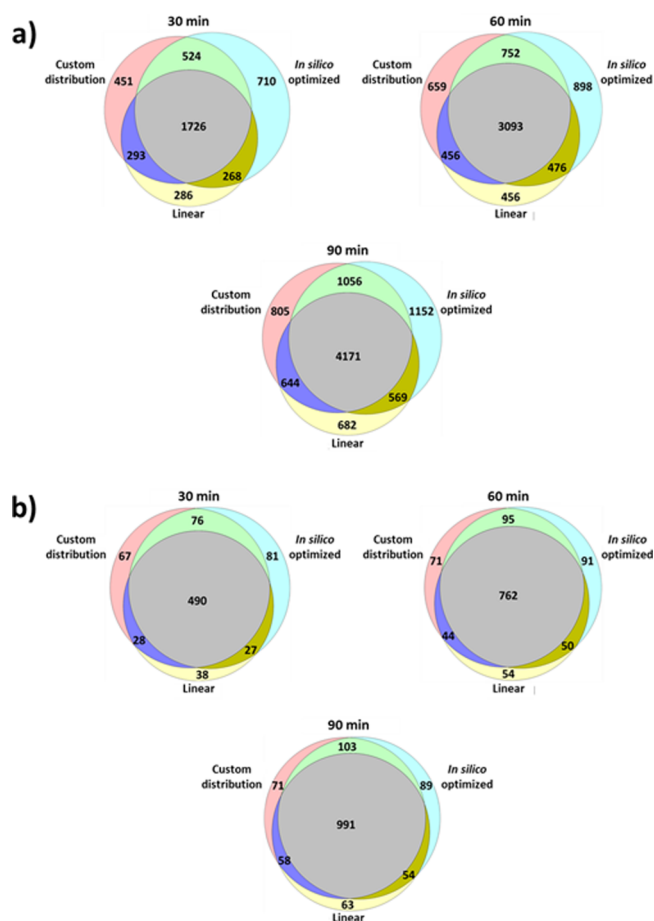 a)
30 min
Custom
distribution
In silico
optimized
451
524
710
1726
293
268
286
Linear
60 min
Custom
distribution
In silico
optimized
659
752
898
3093
456
476
456
Linear
90 min
Custom
distribution
In silico
optimized
805
1056
1152
4171
644
569
682
Linear
b)
30 min
Custom
distribution
In silico
optimized
67
76
81
490
28
27
38
Linear
60 min
Custom
distribution
In silico
optimized
71
95
91
762
44
50
54
Linear
90 min
Custom
distribution
In silico
optimized
71
103
89
991
58
54
63
Linear